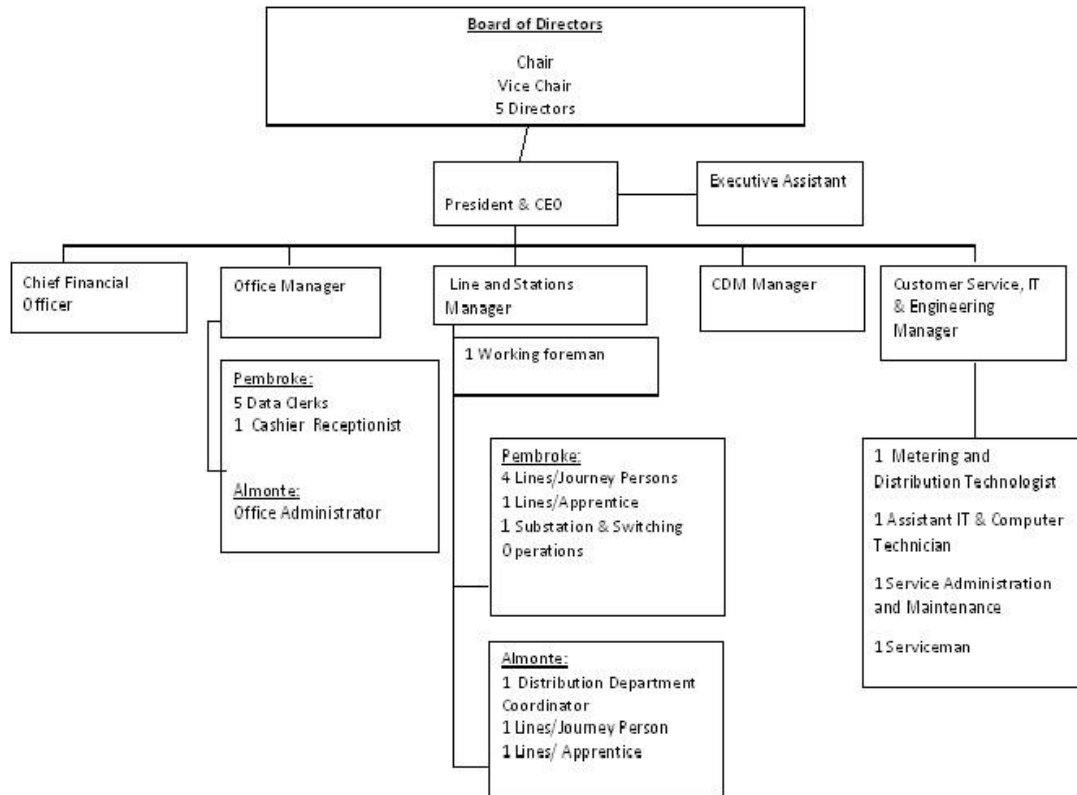 Board of Directors
Chair
Vice Chair
5 Directors
President & CEO
Executive Assistant
Chief Financial
Officer
Office Manager
Line and Stations
Manager
CDM Manager
Customer Service, IT
& Engineering
Manager
1 Working foreman
Pembroke:
5 Data Clerks
1 Cashier Receptionist
Almonte:
Office Administrator
Pembroke:
4 Lines/Journey Persons
1 Lines/Apprentice
1 Substation & Switching
Operations
Almonte:
1 Distribution Department
Coordinator
1 Lines/Journey Person
1 Lines/ Apprentice
1 Metering and
Distribution Technologist
1 Assistant IT & Computer
Technician
1 Service Administration
and Maintenance
1 Serviceman